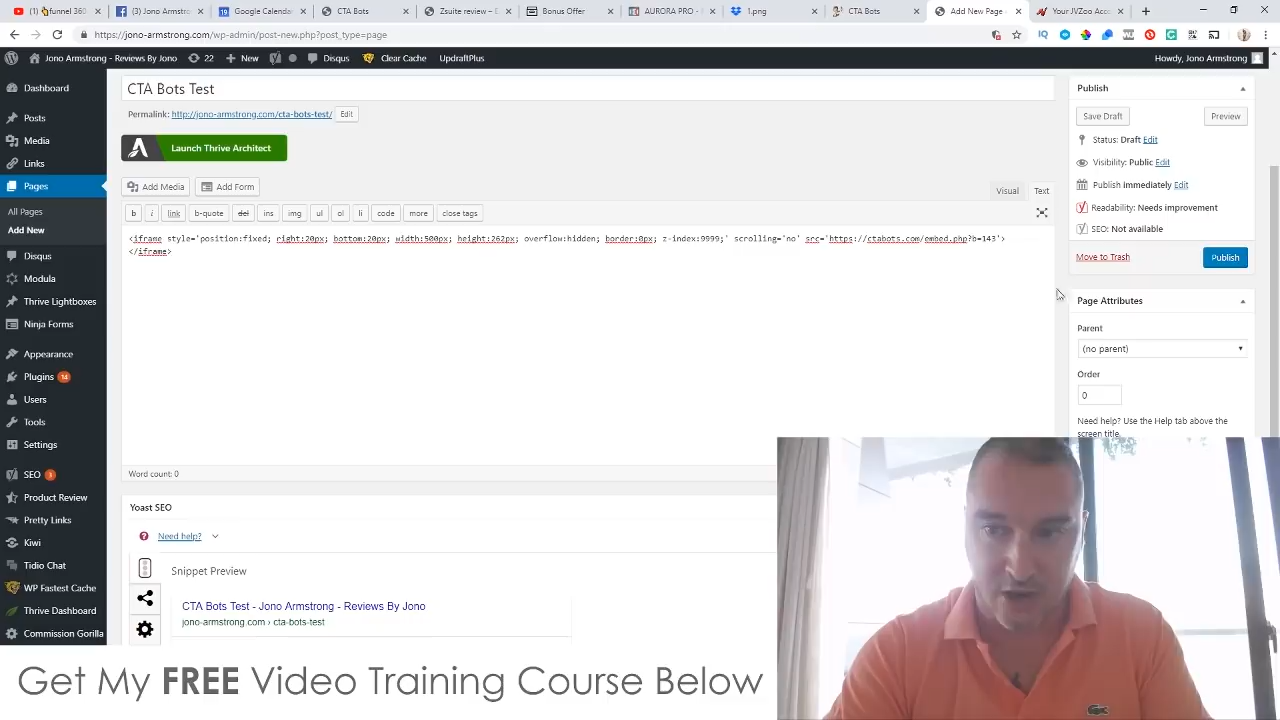 (3) Jono Armstro
Google Calendar
CTA Bots
Zsuite review – E
Bonus Offer
AURORA PRO -
1.png
CTA Bots
Add New Page
Your JVZoo Acco
https://jono-armstrong.com/wp-admin/post-new.php?post_type=page
Jono Armstrong - Reviews By Jono
22
New
Disqus
Clear Cache
UpdraftPlus
Howdy, Jono Armstrong
Dashboard
Posts
Media
Links
Pages
All Pages
Add New
Disqus
Modula
Thrive Lightboxes
Ninja Forms
Appearance
Plugins 14
Users
Tools
Settings
SEO 3
Product Review
Pretty Links
Kiwi
Tidio Chat
WP Fastest Cache
Thrive Dashboard
Commission Gorilla
CTA Bots Test
Permalink: http://jono-armstrong.com/cta-bots-test/ Edit
Launch Thrive Architect
Add Media
Add Form
Visual
Text
b i link b-quote del ins img ul ol li code more close tags
<iframe style='position:fixed; right:20px; bottom:20px; width:500px; height:262px; overflow:hidden; border:0px; z-index:9999;' scrolling='no' src='https://ctabots.com/embed.php?b=143'>
</iframe>
Word count: 0
Yoast SEO
Need help?
Snippet Preview
CTA Bots Test - Jono Armstrong - Reviews By Jono
jono-armstrong.com › cta-bots-test
Publish
Save Draft
Preview
Status: Draft Edit
Visibility: Public Edit
Publish immediately Edit
Readability: Needs improvement
SEO: Not available
Move to Trash
Publish
Page Attributes
Parent
(no parent)
Order
0
Need help? Use the Help tab above the
screen title.
Get My FREE Video Training Course Below